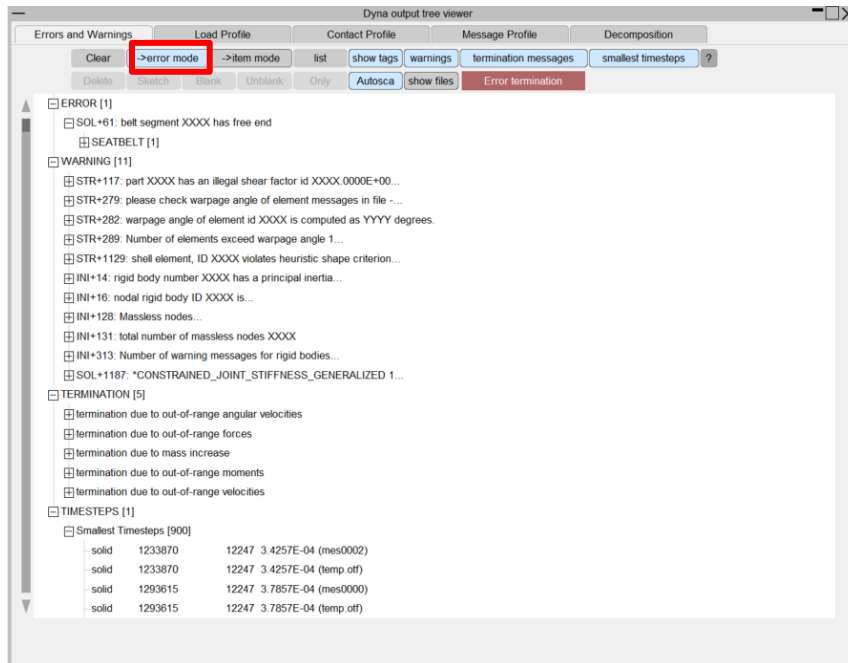 Dyna output tree viewer
Errors and Warnings Load Profile Contact Profile Message Profile Decomposition
Clear ->error mode ->item mode list show tags warnings termination messages smallest timesteps ?
Delete Sketch Blank Unblank Only Autosca show files Error termination
ERROR [1]
SOL+61: belt segment XXXX has free end
SEATBELT [1]
WARNING [11]
STR+117: part XXXX has an illegal shear factor id XXXX.0000E+00...
STR+279: please check warpage angle of element messages in file -...
STR+282: warpage angle of element id XXXX is computed as YYYY degrees.
STR+289: Number of elements exceed warpage angle 1...
STR+1129: shell element, ID XXXX violates heuristic shape criterion...
INI+14: rigid body number XXXX has a principal inertia...
INI+16: nodal rigid body ID XXXX is...
INI+128: Massless nodes...
INI+131: total number of massless nodes XXXX
INI+313: Number of warning messages for rigid bodies...
SOL+1187: *CONSTRAINED_JOINT_STIFFNESS_GENERALIZED 1...
TERMINATION [5]
termination due to out-of-range angular velocities
termination due to out-of-range forces
termination due to mass increase
termination due to out-of-range moments
termination due to out-of-range velocities
TIMESTEPS [1]
Smallest Timesteps [900]
solid 1233870 12247 3.4257E-04 (mes0002)
solid 1233870 12247 3.4257E-04 (temp.otf)
solid 1293615 12247 3.7857E-04 (mes0000)
solid 1293615 12247 3.7857E-04 (temp.otf)